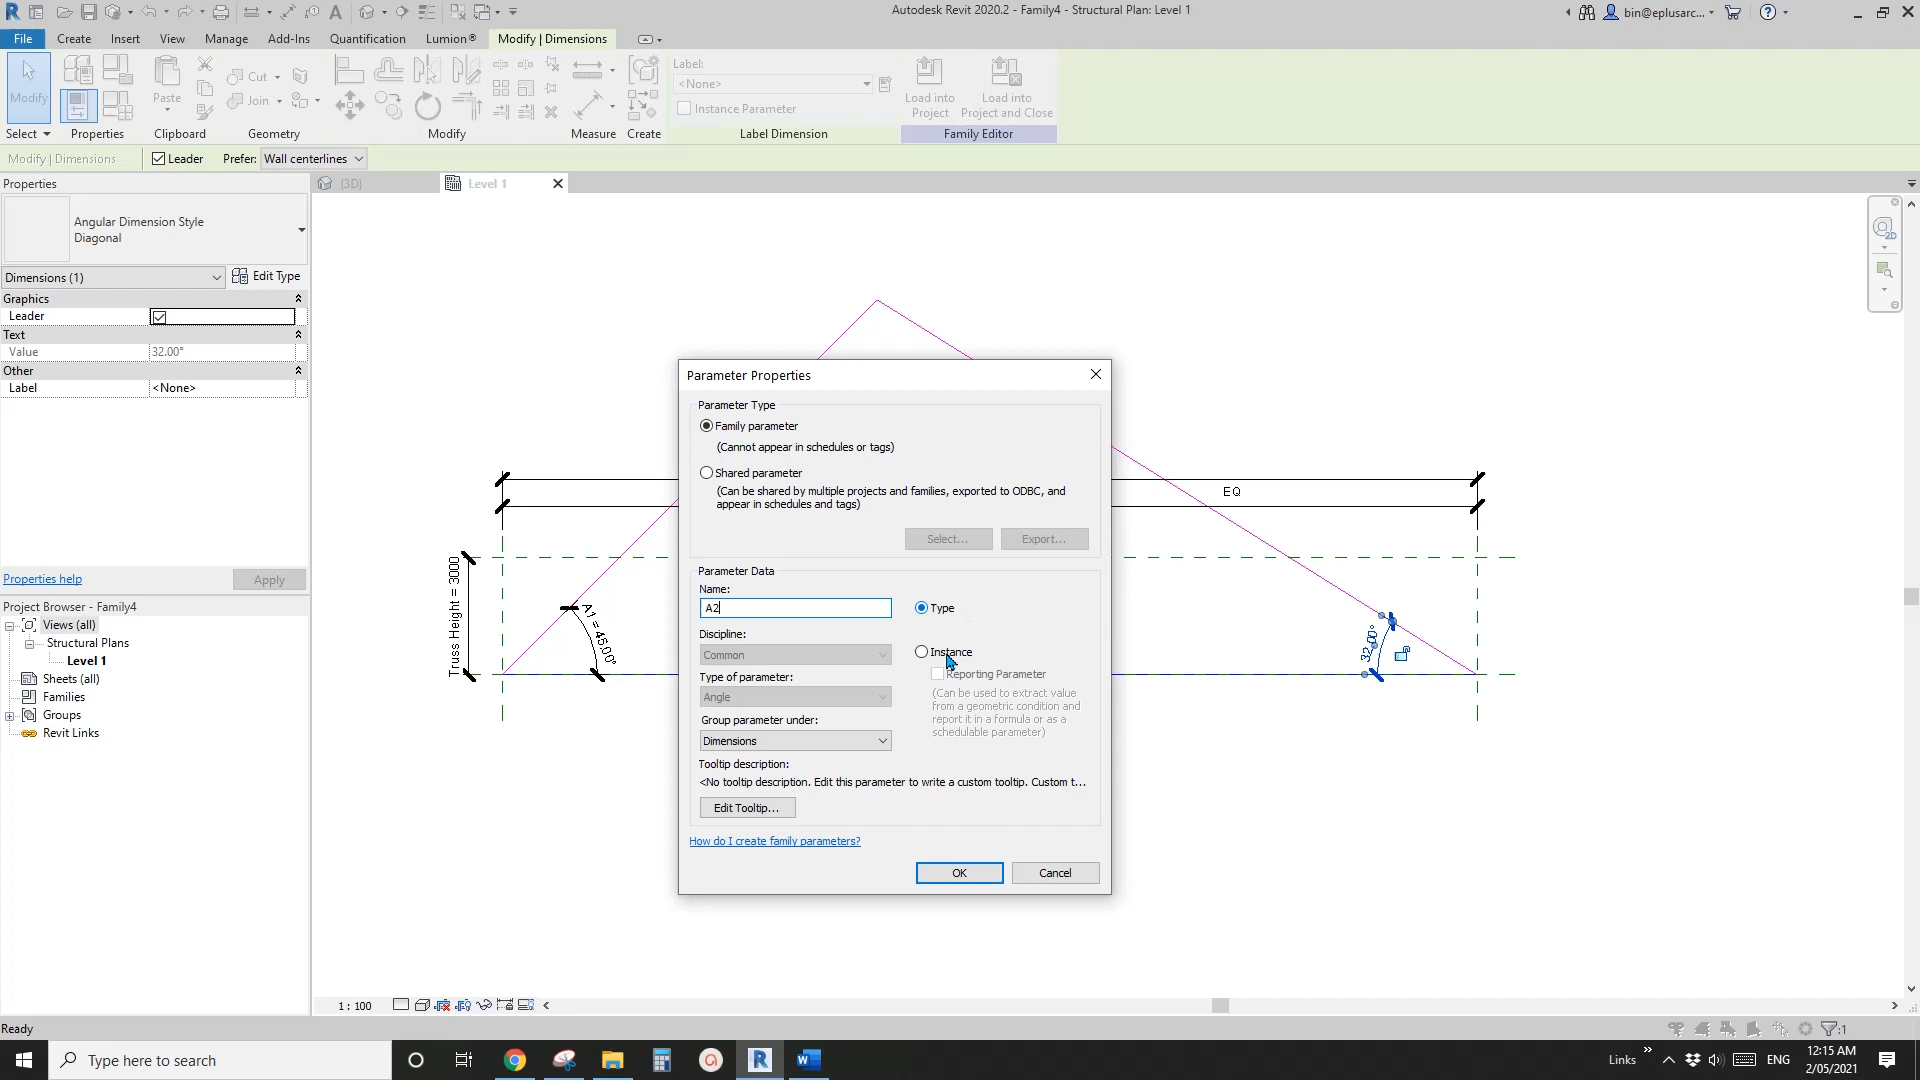 Autodesk Revit 2020.2 - Family4 - Structural Plan: Level 1
bin@eplusarc...
File Create Insert View Manage Add-Ins Quantification Lumion® Modify | Dimensions
Modify
Paste
Cut
Join
Label:
<None>
Instance Parameter
Load into Project
Load into Project and Close
Select Properties Clipboard Geometry Modify Measure Create Label Dimension Family Editor
Modify | Dimensions Leader Prefer: Wall centerlines
Properties
Angular Dimension Style
Diagonal
Dimensions (1) Edit Type
Graphics
Leader
Text
Value 32.00°
Other
Label <None>
Properties help Apply
Project Browser - Family4
Views (all)
Structural Plans
Level 1
Sheets (all)
Families
Groups
Revit Links
{3D} Level 1
Truss Height = 3000
A1 = 45.00°
EQ
32.00°
2D
Parameter Properties
Parameter Type
Family parameter
(Cannot appear in schedules or tags)
Shared parameter
(Can be shared by multiple projects and families, exported to ODBC, and
appear in schedules and tags)
Select... Export...
Parameter Data
Name:
A2
Type
Discipline:
Common
Instance
Reporting Parameter
(Can be used to extract value
from a geometric condition and
report it in a formula or as a
schedulable parameter)
Type of parameter:
Angle
Group parameter under:
Dimensions
Tooltip description:
<No tooltip description. Edit this parameter to write a custom tooltip. Custom t...
Edit Tooltip...
How do I create family parameters?
OK Cancel
1 : 100
Ready
:1
Type here to search
Links
ENG
12:15 AM
2/05/2021